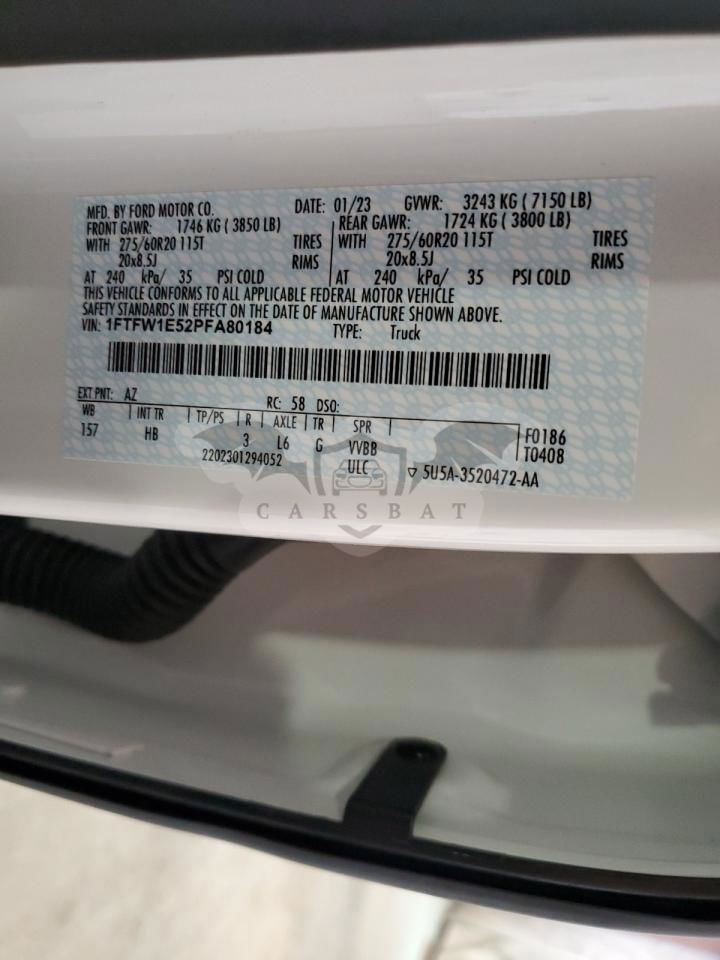 MFD. BY FORD MOTOR CO. DATE: 01/23 GVWR: 3243 KG ( 7150 LB)
FRONT GAWR: 1746 KG ( 3850 LB) REAR GAWR: 1724 KG ( 3800 LB)
WITH 275/60R20 115T TIRES WITH 275/60R20 115T TIRES
20x8.5J RIMS 20x8.5J RIMS
AT 240 kPa/ 35 PSI COLD AT 240 kPa/ 35 PSI COLD
THIS VEHICLE CONFORMS TO ALL APPLICABLE FEDERAL MOTOR VEHICLE
SAFETY STANDARDS IN EFFECT ON THE DATE OF MANUFACTURE SHOWN ABOVE.
VIN: 1FTFW1E52PFA80184 TYPE: Truck
EXT PNT: AZ RC: 58 DSO:
WB INT TR TP/PS R AXLE TR SPR
157 HB 3 L6 G VVBB F0186
2202301294052 ULC T0408
▽ 5U5A-3520472-AA
CARSBAT